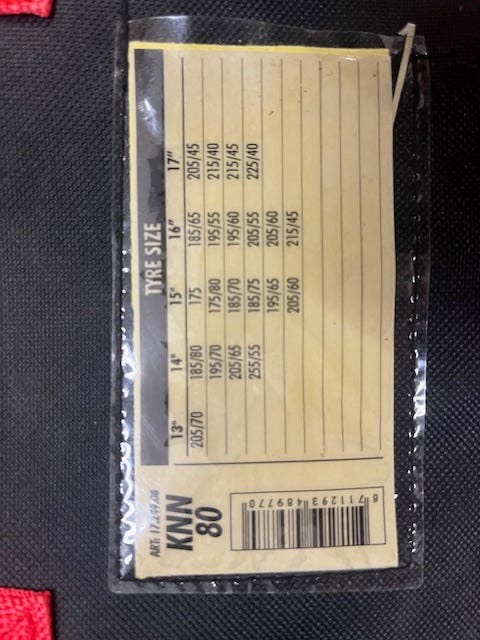 ART. 17.249.08
KNN
80
8 711293 489770
TYRE SIZE
13" 14" 15" 16" 17"
205/70 185/80 175 185/65 205/45
195/70 175/80 195/55 215/40
205/65 185/70 195/60 215/45
255/55 185/75 205/55 225/40
195/65 205/60
205/60 215/45